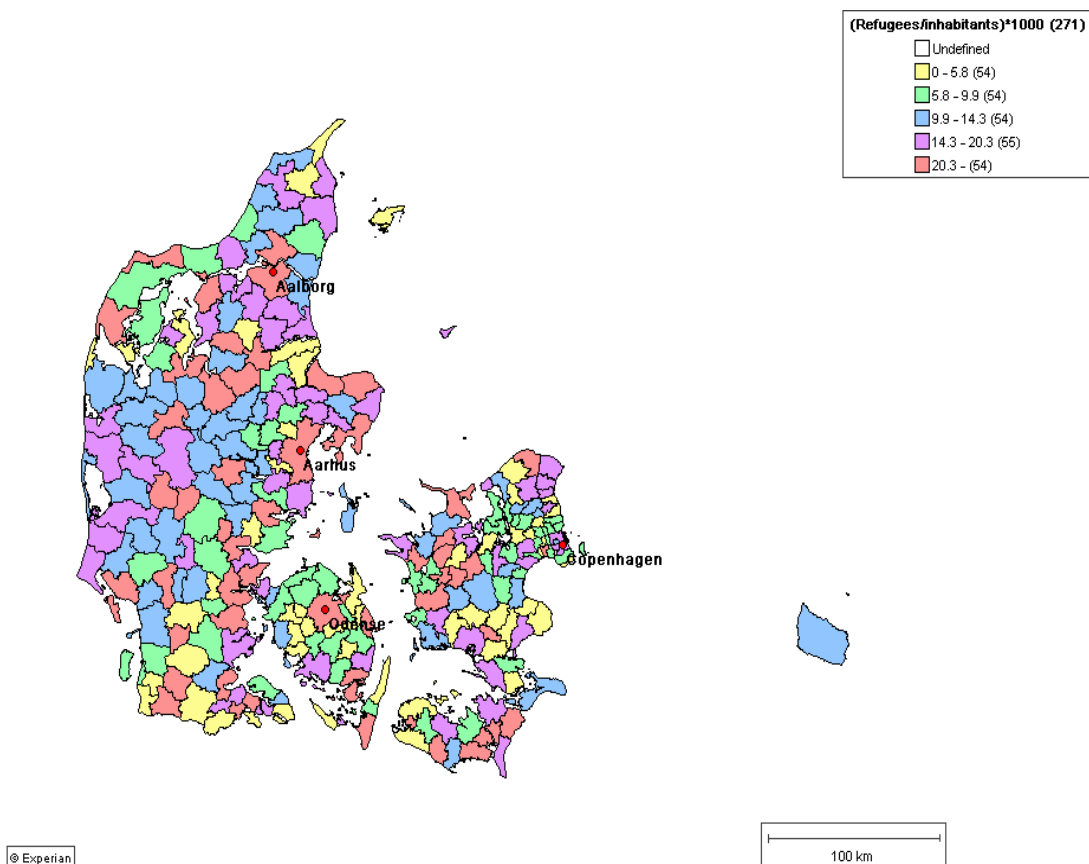 (Refugees/inhabitants)*1000 (271)
Undefined
0 - 5.8 (54)
5.8 - 9.9 (54)
9.9 - 14.3 (54)
14.3 - 20.3 (55)
20.3 - (54)
Aalborg
Aarhus
Copenhagen
Odense
100 km
© Experian